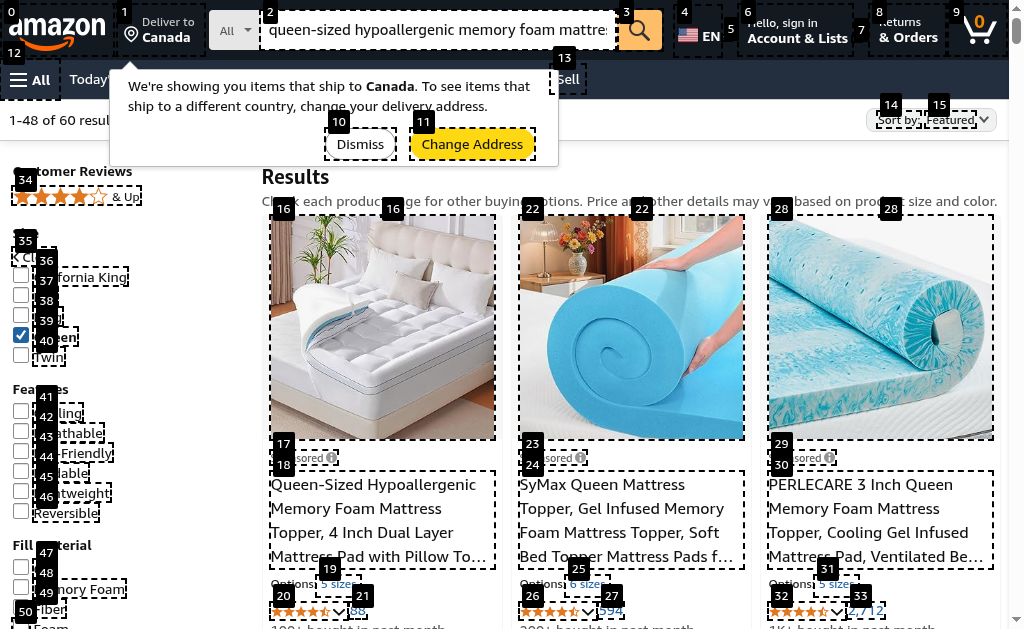 0 1 2 3 4 5 6 7 8 9
amazon
Deliver to
Canada
All
queen-sized hypoallergenic memory foam mattre
EN
Hello, sign in
Account & Lists
Returns
& Orders
0
12
13
All
Today'
Sell
We're showing you items that ship to Canada. To see items that
ship to a different country, change your delivery address.
10 11
Dismiss
Change Address
14 15
1-48 of 60
Sort by: Featured
34
Customer Reviews
& Up
Results
Check each product page for other buying options. Price and other details may vary based on product size and color.
16 16 22 22 28 28
35
36
California King
37
38
39
Queen
40
Twin
Features
41
Cooling
42
Breathable
43
Eco-Friendly
44
45
Lightweight
46
Reversible
Fill Material
47
48
Memory Foam
49
Fiber
50
Foam
17
Sponsored
18
Queen-Sized Hypoallergenic
Memory Foam Mattress
Topper, 4 Inch Dual Layer
Mattress Pad with Pillow To…
19
Options: 5 sizes
20 21
88
23
Sponsored
24
SyMax Queen Mattress
Topper, Gel Infused Memory
Foam Mattress Topper, Soft
Bed Topper Mattress Pads f…
25
Options: 6 sizes
26 27
594
29
Sponsored
30
PERLECARE 3 Inch Queen
Memory Foam Mattress
Topper, Cooling Gel Infused
Mattress Pad, Ventilated Be…
31
Options: 5 sizes
32 33
2,712
100+ bought in past month
200+ bought in past month
1K+ bought in past month